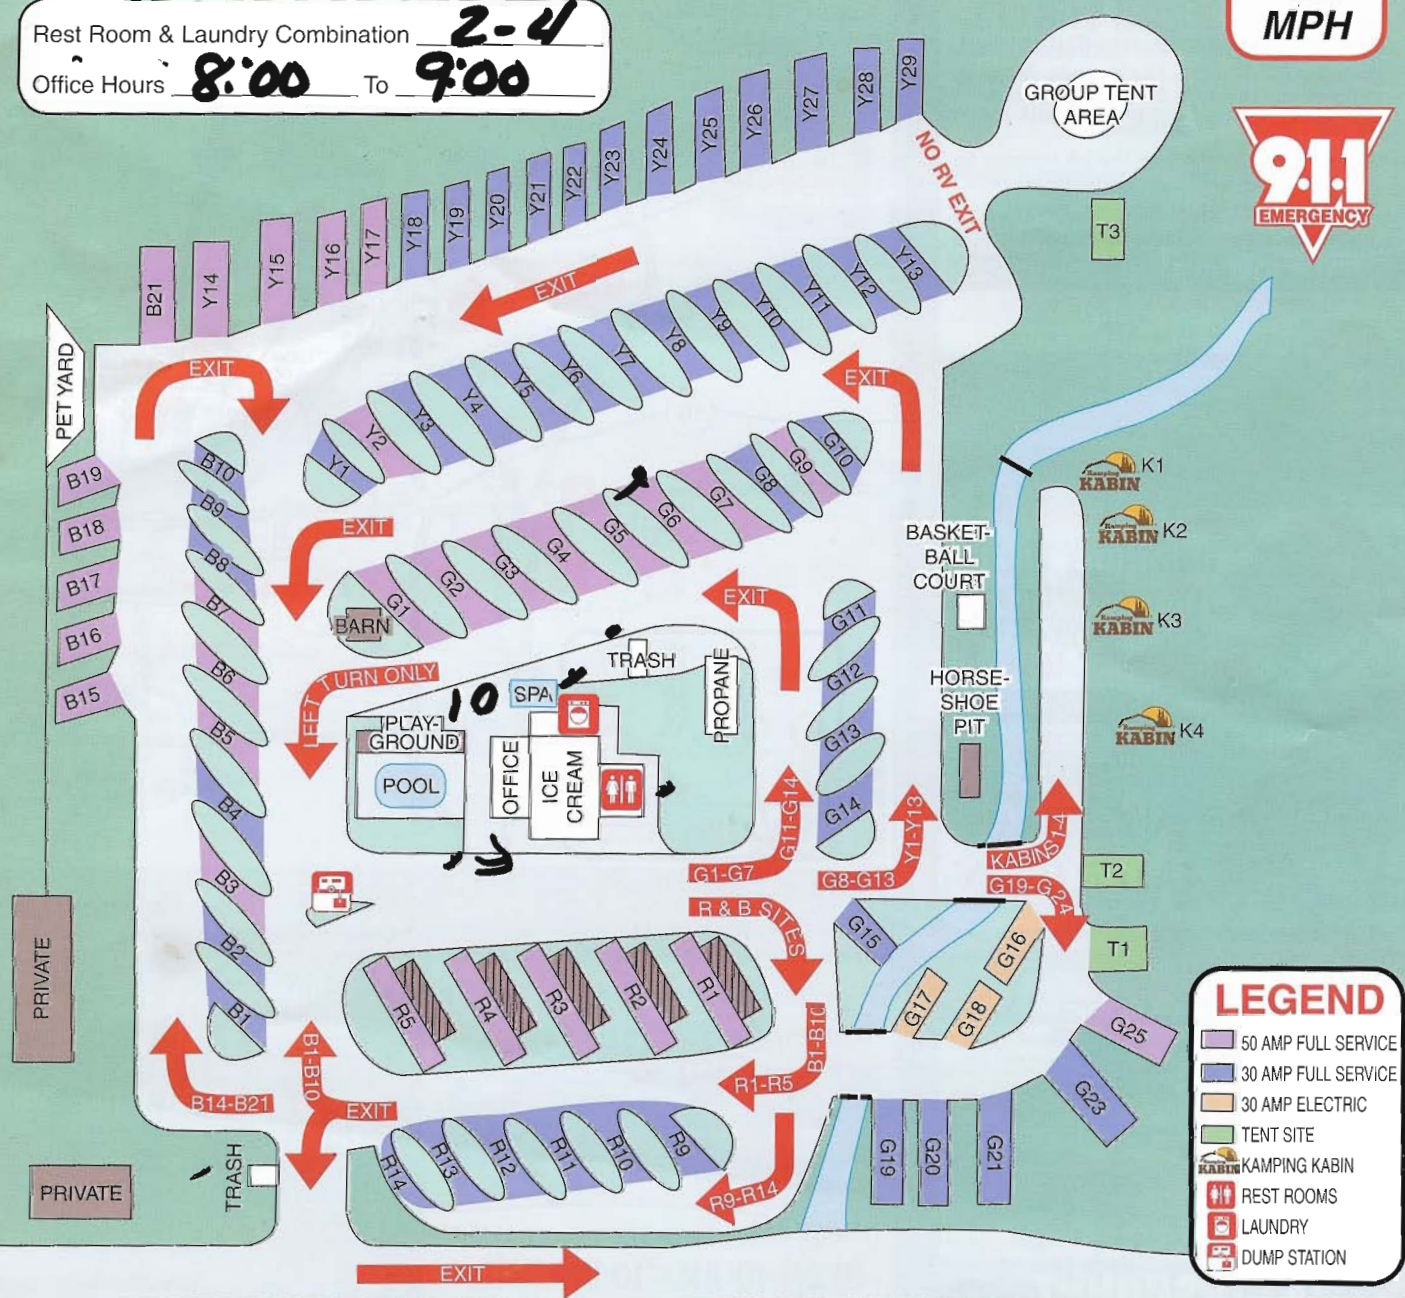 Rest Room & Laundry Combination 2-4
Office Hours 8:00 To 9:00
MPH
9·1·1
EMERGENCY
GROUP TENT
AREA
NO RV EXIT
Y29
Y28
Y27
Y26
Y25
Y24
Y23
Y22
Y21
Y20
Y19
Y18
Y17
Y16
Y15
Y14
B21
T3
EXIT
Y13
Y12
Y11
Y10
Y9
Y8
Y7
Y6
Y5
Y4
Y3
Y2
Y1
EXIT
EXIT
PET YARD
B19
B18
B17
B16
B15
B10
B9
B8
B7
B6
B5
B4
B3
B2
B1
EXIT
G10
G9
G8
G7
G6
G5
G4
G3
G2
G1
BARN
Kamping KABIN K1
Kamping KABIN K2
Kamping KABIN K3
Kamping KABIN K4
BASKET-
BALL
COURT
HORSE-
SHOE
PIT
EXIT
G11
G12
G13
G14
LEFT TURN ONLY
10
SPA
TRASH
PROPANE
PLAY-
GROUND
POOL
OFFICE
ICE
CREAM
G1-G7
G11-G14
G8-G13
Y1-Y13
KABINS 1-4
G19-G24
R & B SITES
T2
T1
G15
G16
G17
G18
G25
G23
G19
G20
G21
R5
R4
R3
R2
R1
B1-B10
R1-R5
B1-B10
B14-B21
EXIT
R14
R13
R12
R11
R10
R9
R9-R14
PRIVATE
PRIVATE
TRASH
EXIT
LEGEND
50 AMP FULL SERVICE
30 AMP FULL SERVICE
30 AMP ELECTRIC
TENT SITE
KABIN KAMPING KABIN
REST ROOMS
LAUNDRY
DUMP STATION